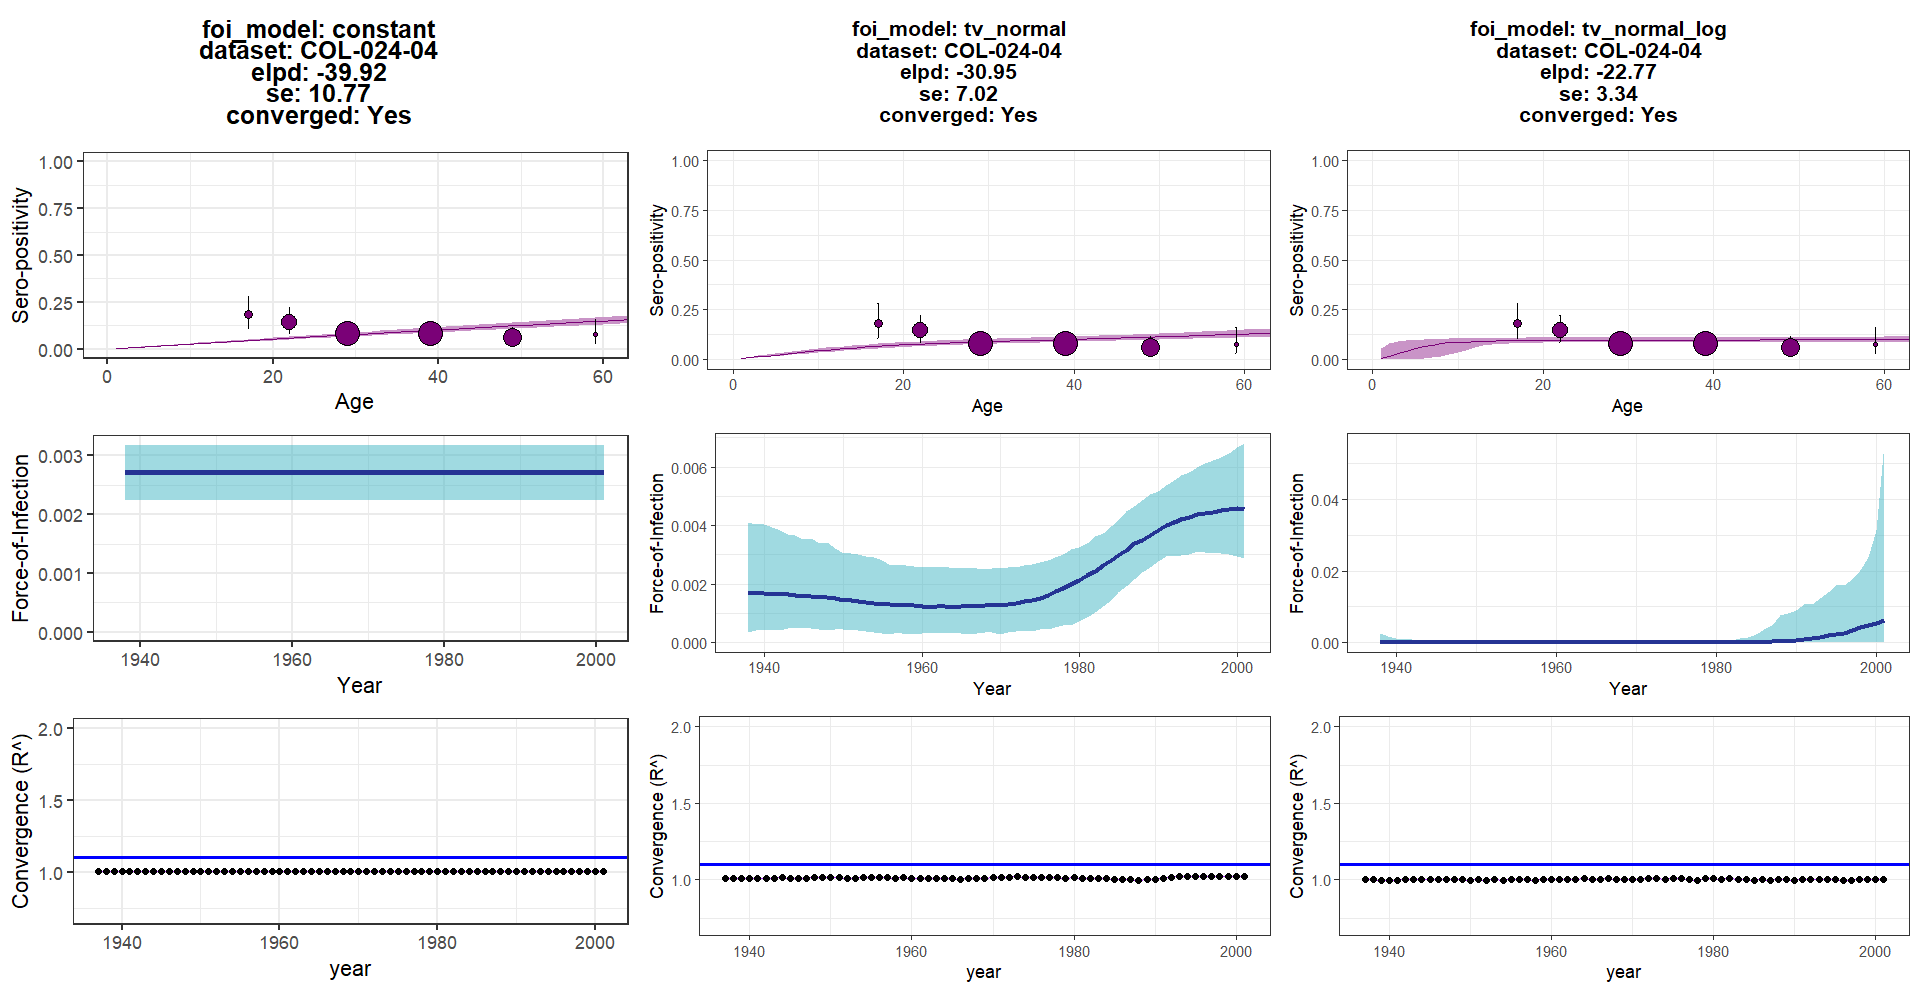 foi_model: constant
dataset: COL-024-04
elpd: -39.92
se: 10.77
converged: Yes
1.00
0.75
0.50
0.25
0.00
Sero-positivity
0
20
40
60
Age
0.003
0.002
0.001
0.000
Force-of-Infection
1940
1960
1980
2000
Year
2.0
1.5
1.0
Convergence (R^)
1940
1960
1980
2000
year
foi_model: tv_normal
dataset: COL-024-04
elpd: -30.95
se: 7.02
converged: Yes
1.00
0.75
0.50
0.25
0.00
Sero-positivity
0
20
40
60
Age
0.006
0.004
0.002
0.000
Force-of-Infection
1940
1960
1980
2000
Year
2.0
1.5
1.0
Convergence (R^)
1940
1960
1980
2000
year
foi_model: tv_normal_log
dataset: COL-024-04
elpd: -22.77
se: 3.34
converged: Yes
1.00
0.75
0.50
0.25
0.00
Sero-positivity
0
20
40
60
Age
0.04
0.02
0.00
Force-of-Infection
1940
1960
1980
2000
Year
2.0
1.5
1.0
Convergence (R^)
1940
1960
1980
2000
year